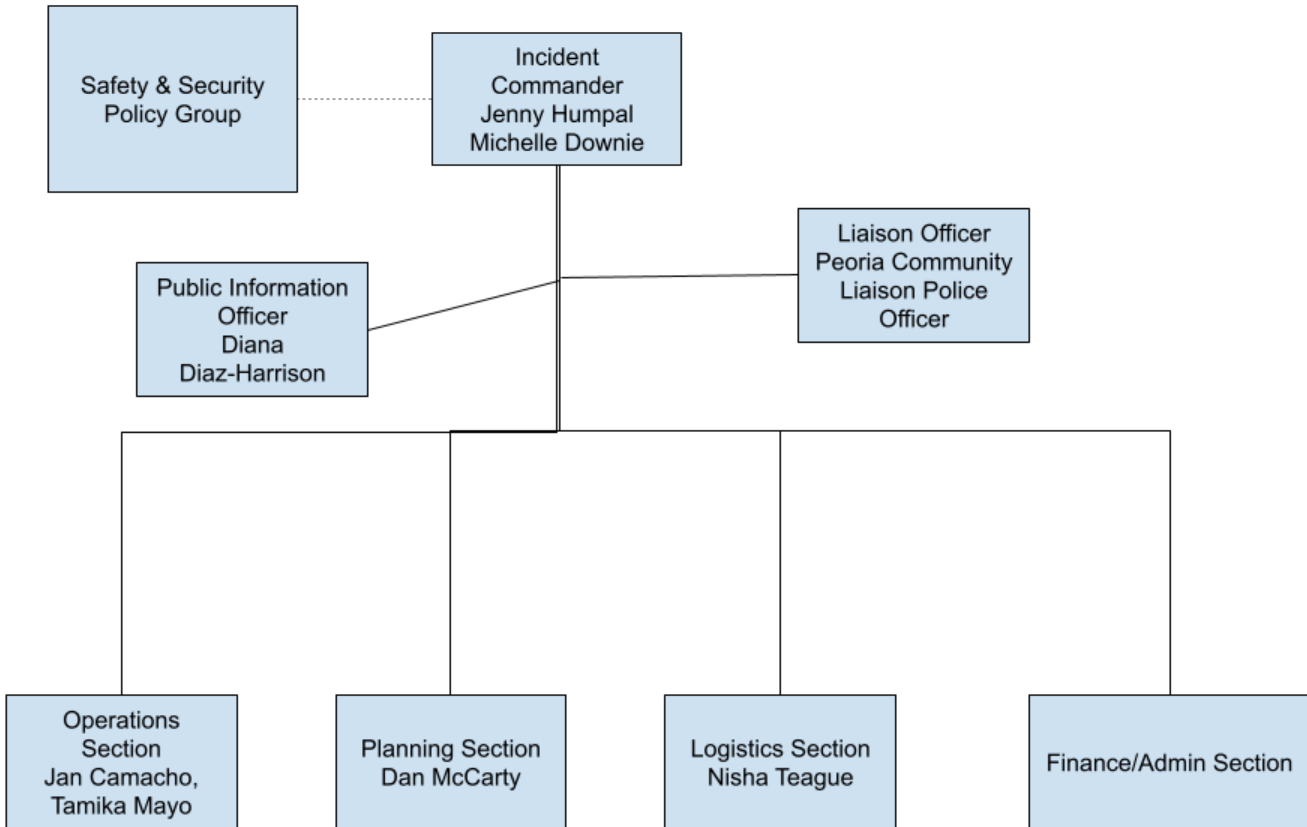 Safety & Security
Policy Group
Incident
Commander
Jenny Humpal
Michelle Downie
Liaison Officer
Peoria Community
Liaison Police
Officer
Public Information
Officer
Diana
Diaz-Harrison
Operations
Section
Jan Camacho,
Tamika Mayo
Planning Section
Dan McCarty
Logistics Section
Nisha Teague
Finance/Admin Section